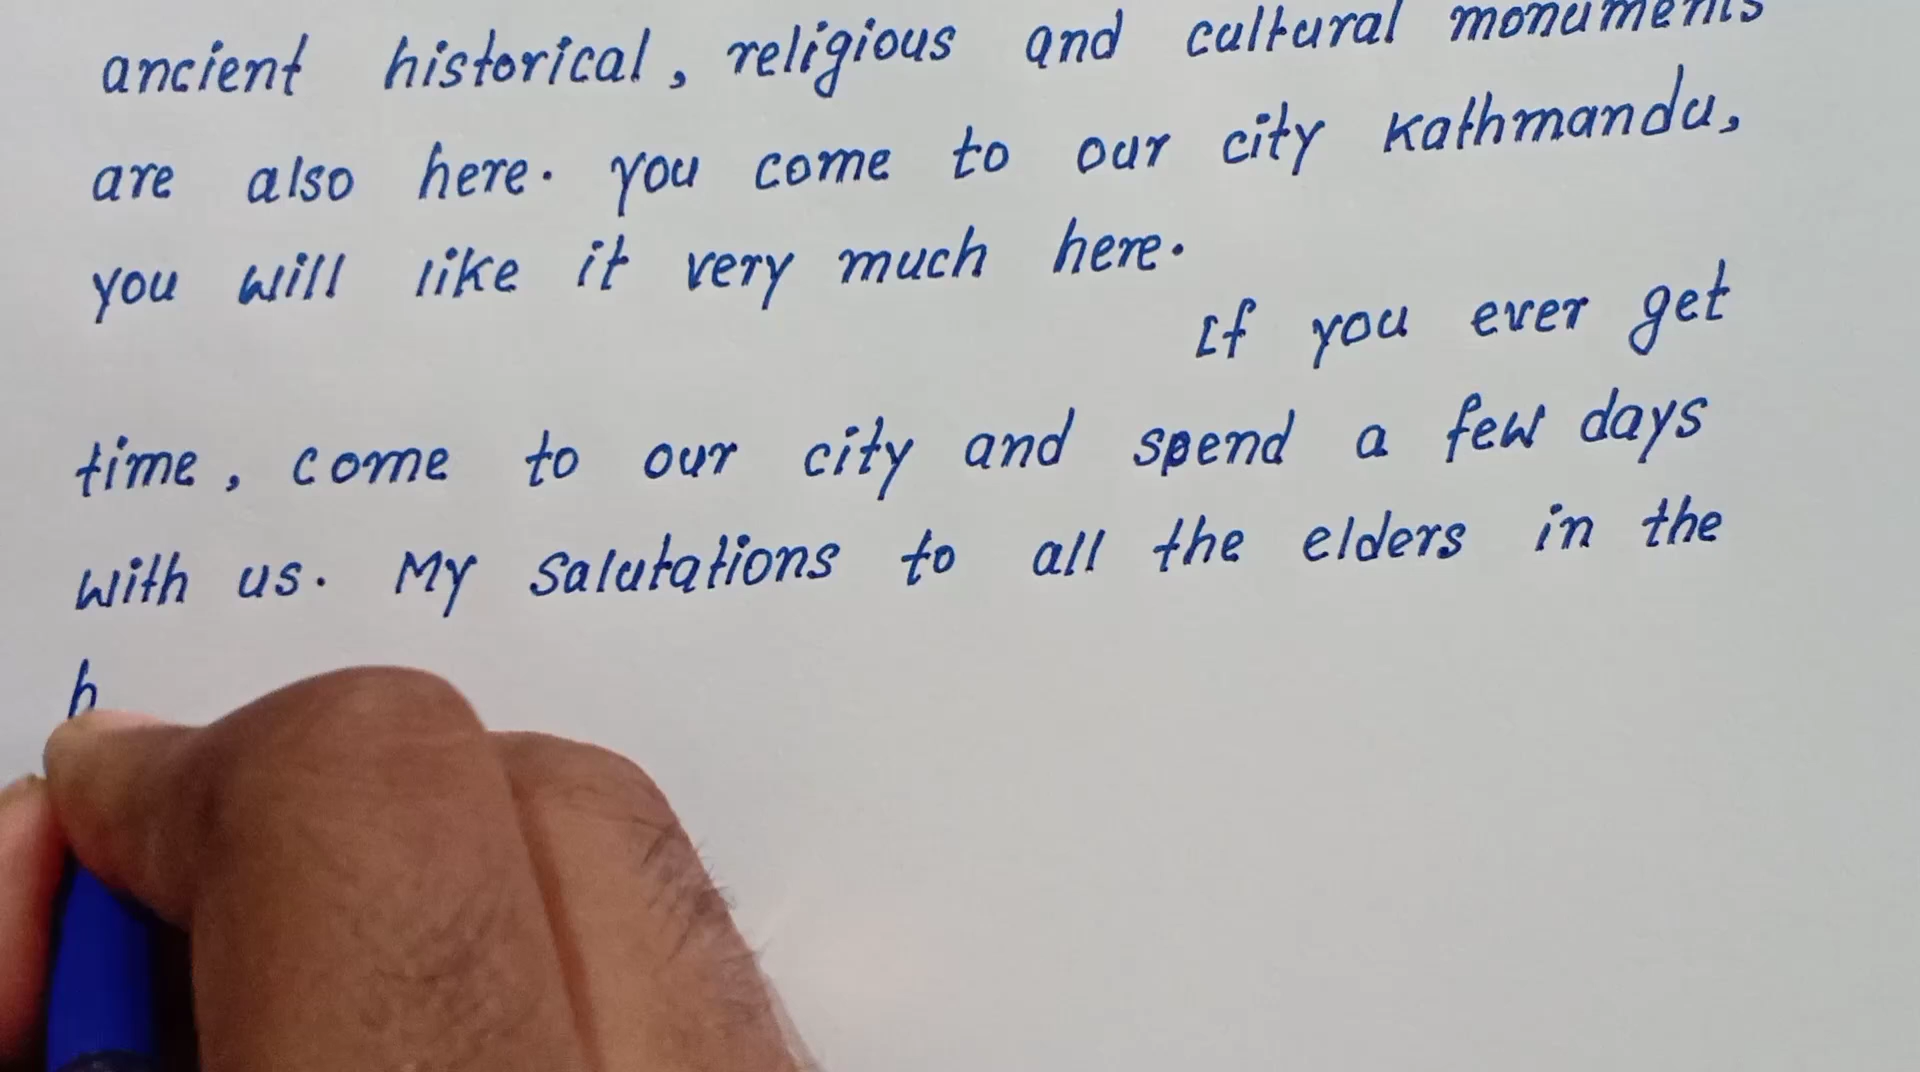 ancient historical, religious and cultural monuments
are also here. you come to our city Kathmandu,
you will like it very much here.
If you ever get
time, come to our city and spend a few days
with us. My salutations to all the elders in the
h